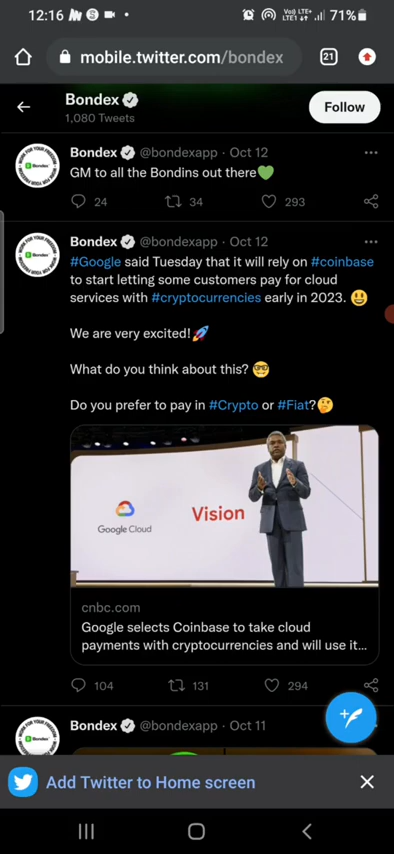 12:16
Vo)) LTE+
LTE1
71%
mobile.twitter.com/bondex
21
Bondex
1,080 Tweets
Follow
Bondex @bondexapp · Oct 12
GM to all the Bondins out there💚
24 34 293
Bondex @bondexapp · Oct 12
#Google said Tuesday that it will rely on #coinbase
to start letting some customers pay for cloud
services with #cryptocurrencies early in 2023. 😃
We are very excited!🚀
What do you think about this? 🤓
Do you prefer to pay in #Crypto or #Fiat?🤔
Google Cloud
Vision
cnbc.com
Google selects Coinbase to take cloud
payments with cryptocurrencies and will use it...
104 131 294
Bondex @bondexapp · Oct 11
Add Twitter to Home screen